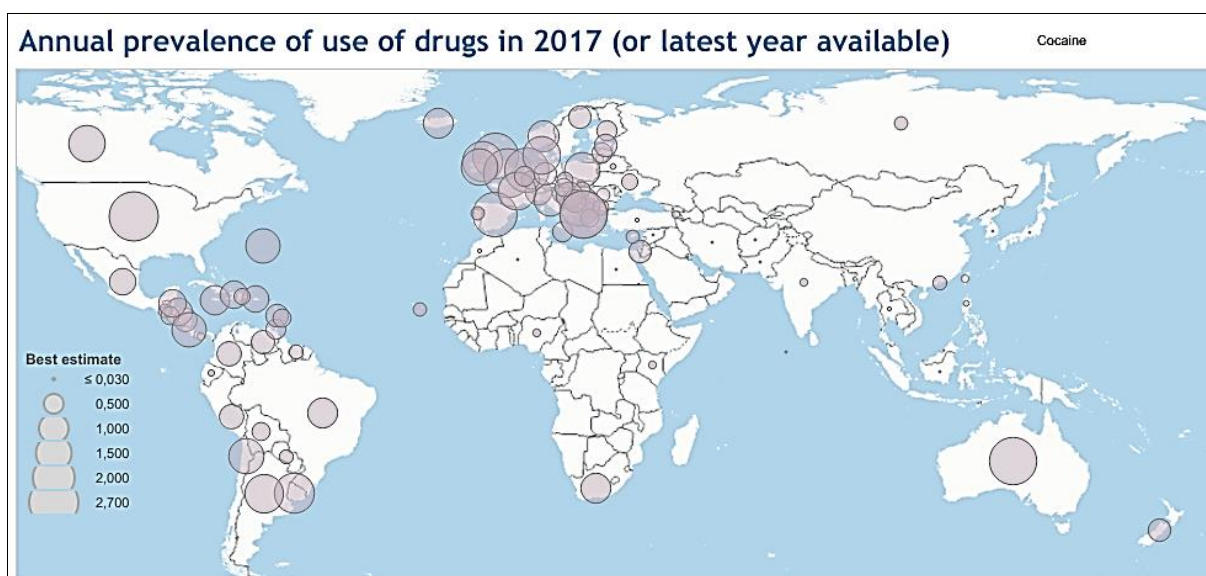 Annual prevalence of use of drugs in 2017 (or latest year available)
Cocaine
Best estimate
≤ 0,030
0,500
1,000
1,500
2,000
2,700